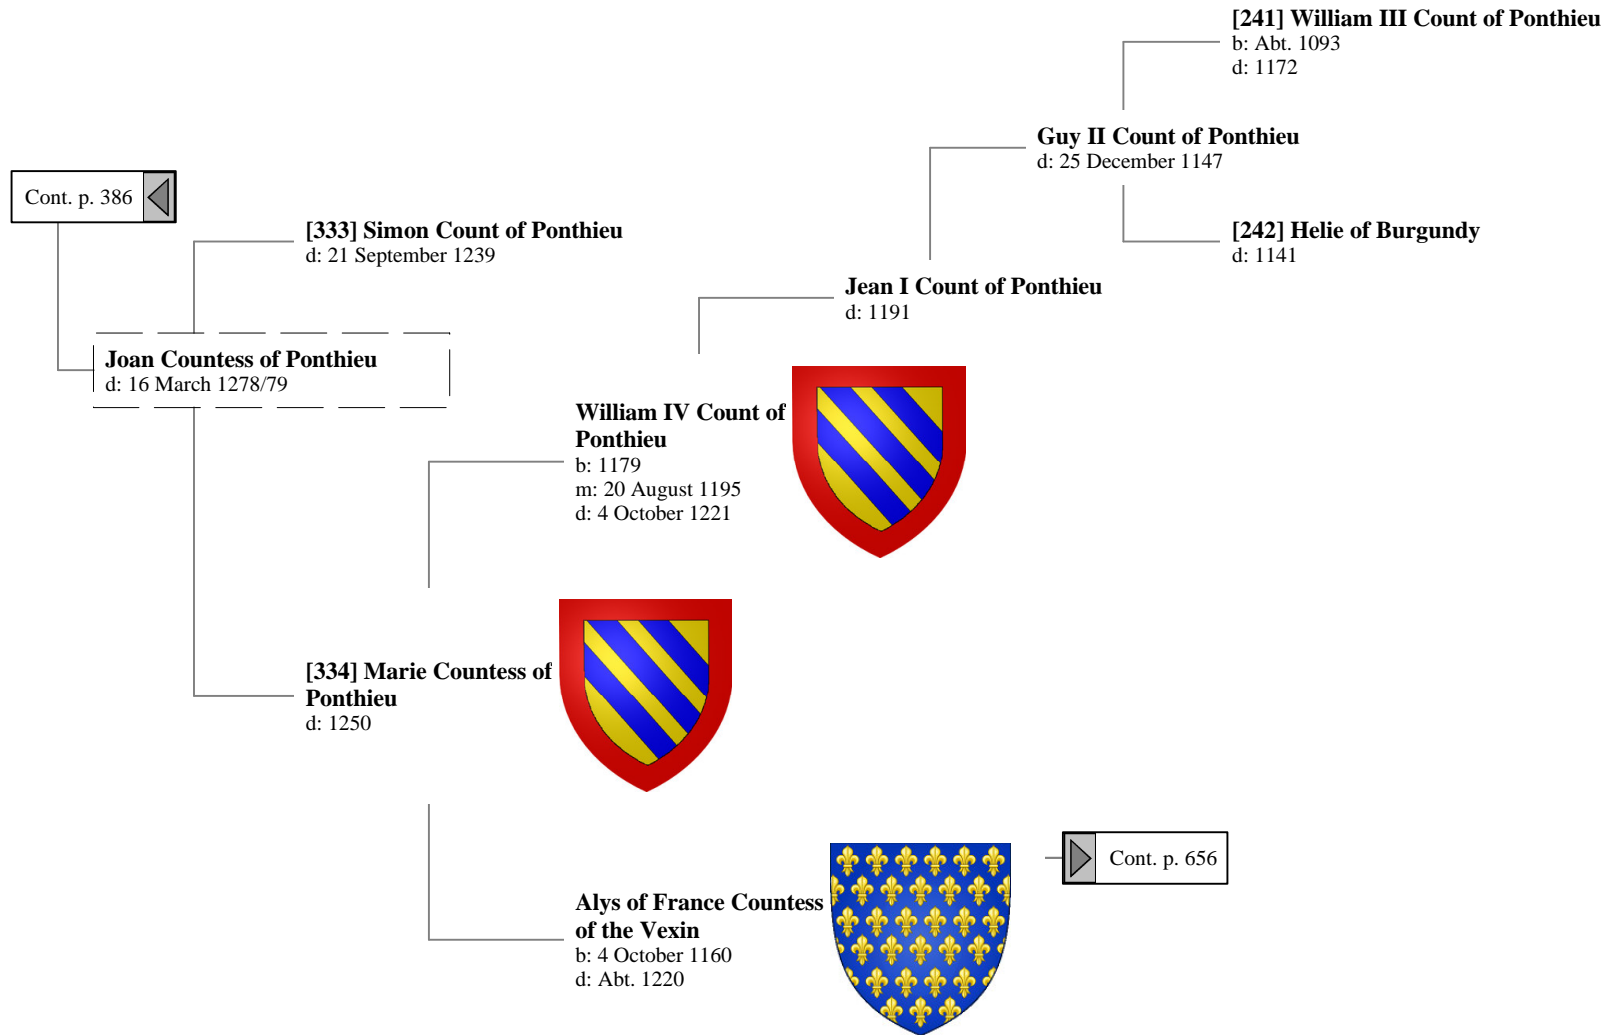 [241] William III Count of Ponthieu
b: Abt. 1093
d: 1172
Guy II Count of Ponthieu
d: 25 December 1147
Cont. p. 386
[333] Simon Count of Ponthieu
d: 21 September 1239
[242] Helie of Burgundy
d: 1141
Jean I Count of Ponthieu
d: 1191
Joan Countess of Ponthieu
d: 16 March 1278/79
William IV Count of
Ponthieu
b: 1179
m: 20 August 1195
d: 4 October 1221
[334] Marie Countess of
Ponthieu
d: 1250
Cont. p. 656
Alys of France Countess
of the Vexin
b: 4 October 1160
d: Abt. 1220